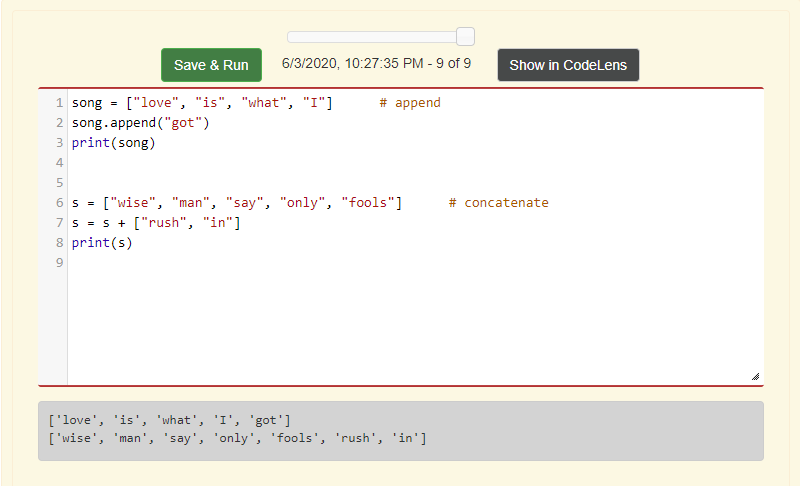 Save & Run
6/3/2020, 10:27:35 PM - 9 of 9
Show in CodeLens
1 song = ["love", "is", "what", "I"]      # append
2 song.append("got")
3 print(song)
4
5
6 s = ["wise", "man", "say", "only", "fools"]      # concatenate
7 s = s + ["rush", "in"]
8 print(s)
9
['love', 'is', 'what', 'I', 'got']
['wise', 'man', 'say', 'only', 'fools', 'rush', 'in']